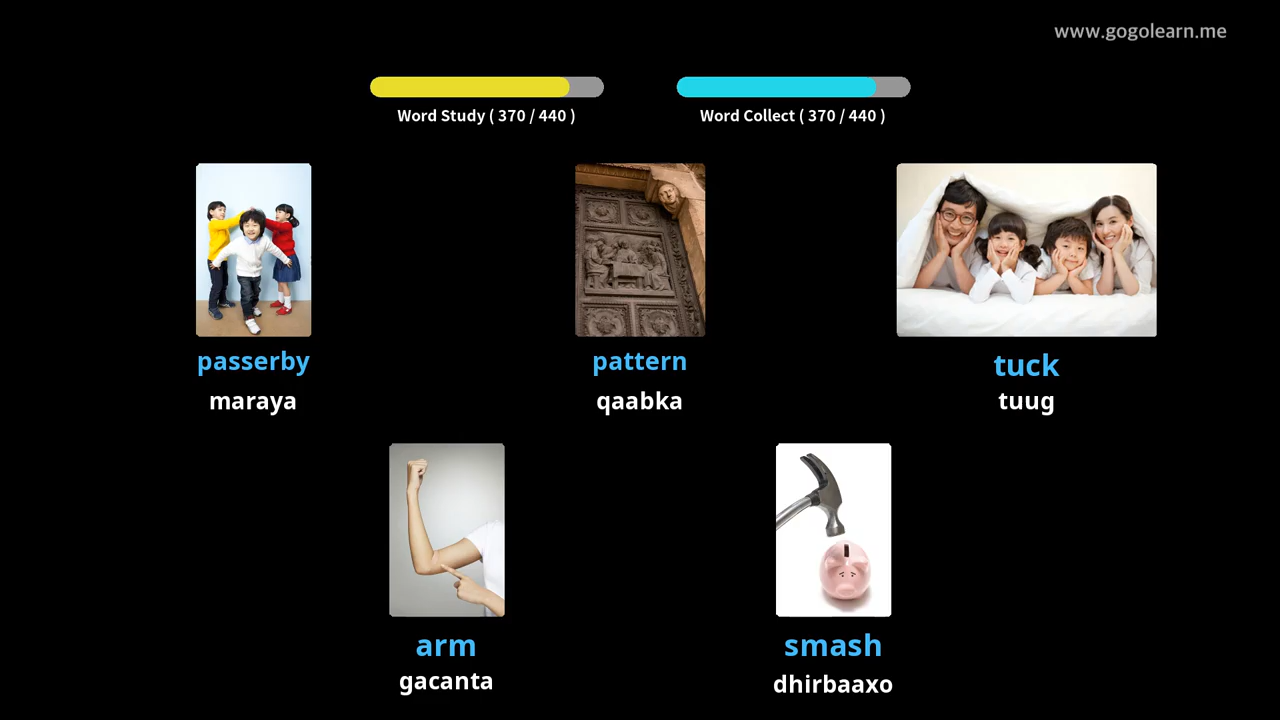 www.gogolearn.me
Word Study ( 370 / 440 )
Word Collect ( 370 / 440 )
passerby
maraya
pattern
qaabka
tuck
tuug
arm
gacanta
smash
dhirbaaxo